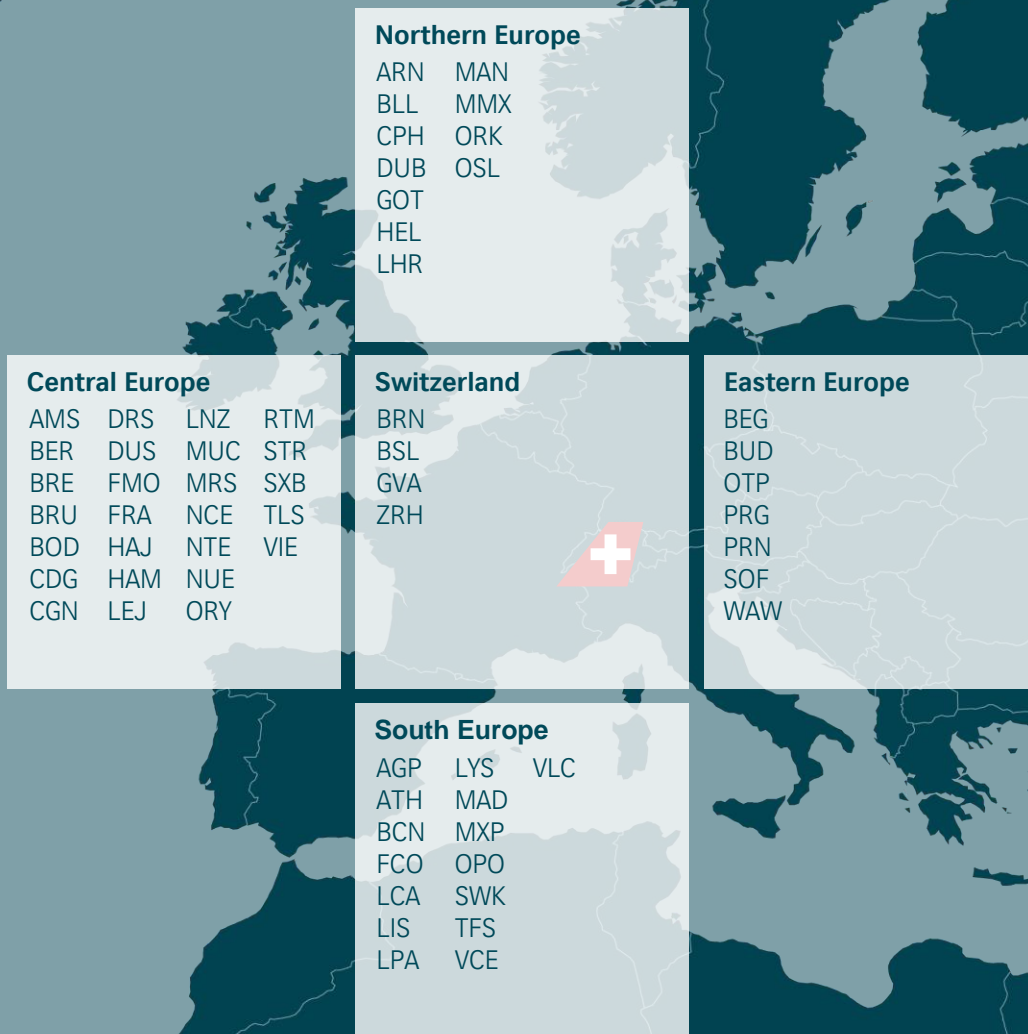 Northern Europe
ARN MAN
BLL MMX
CPH ORK
DUB OSL
GOT
HEL
LHR
Central Europe
AMS DRS LNZ RTM
BER DUS MUC STR
BRE FMO MRS SXB
BRU FRA NCE TLS
BOD HAJ NTE VIE
CDG HAM NUE
CGN LEJ ORY
Switzerland
BRN
BSL
GVA
ZRH
Eastern Europe
BEG
BUD
OTP
PRG
PRN
SOF
WAW
South Europe
AGP LYS VLC
ATH MAD
BCN MXP
FCO OPO
LCA SWK
LIS TFS
LPA VCE